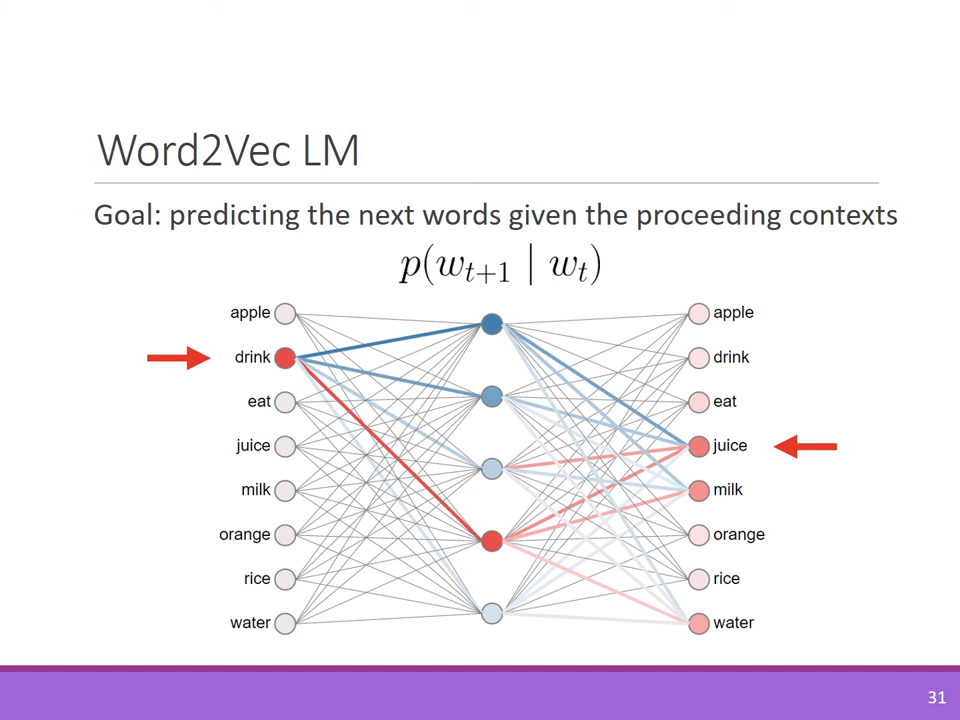 Word2Vec LM
Goal: predicting the next words given the proceeding contexts
p(w_{t+1} | w_t)
apple
drink
eat
juice
milk
orange
rice
water
apple
drink
eat
juice
milk
orange
rice
water
31